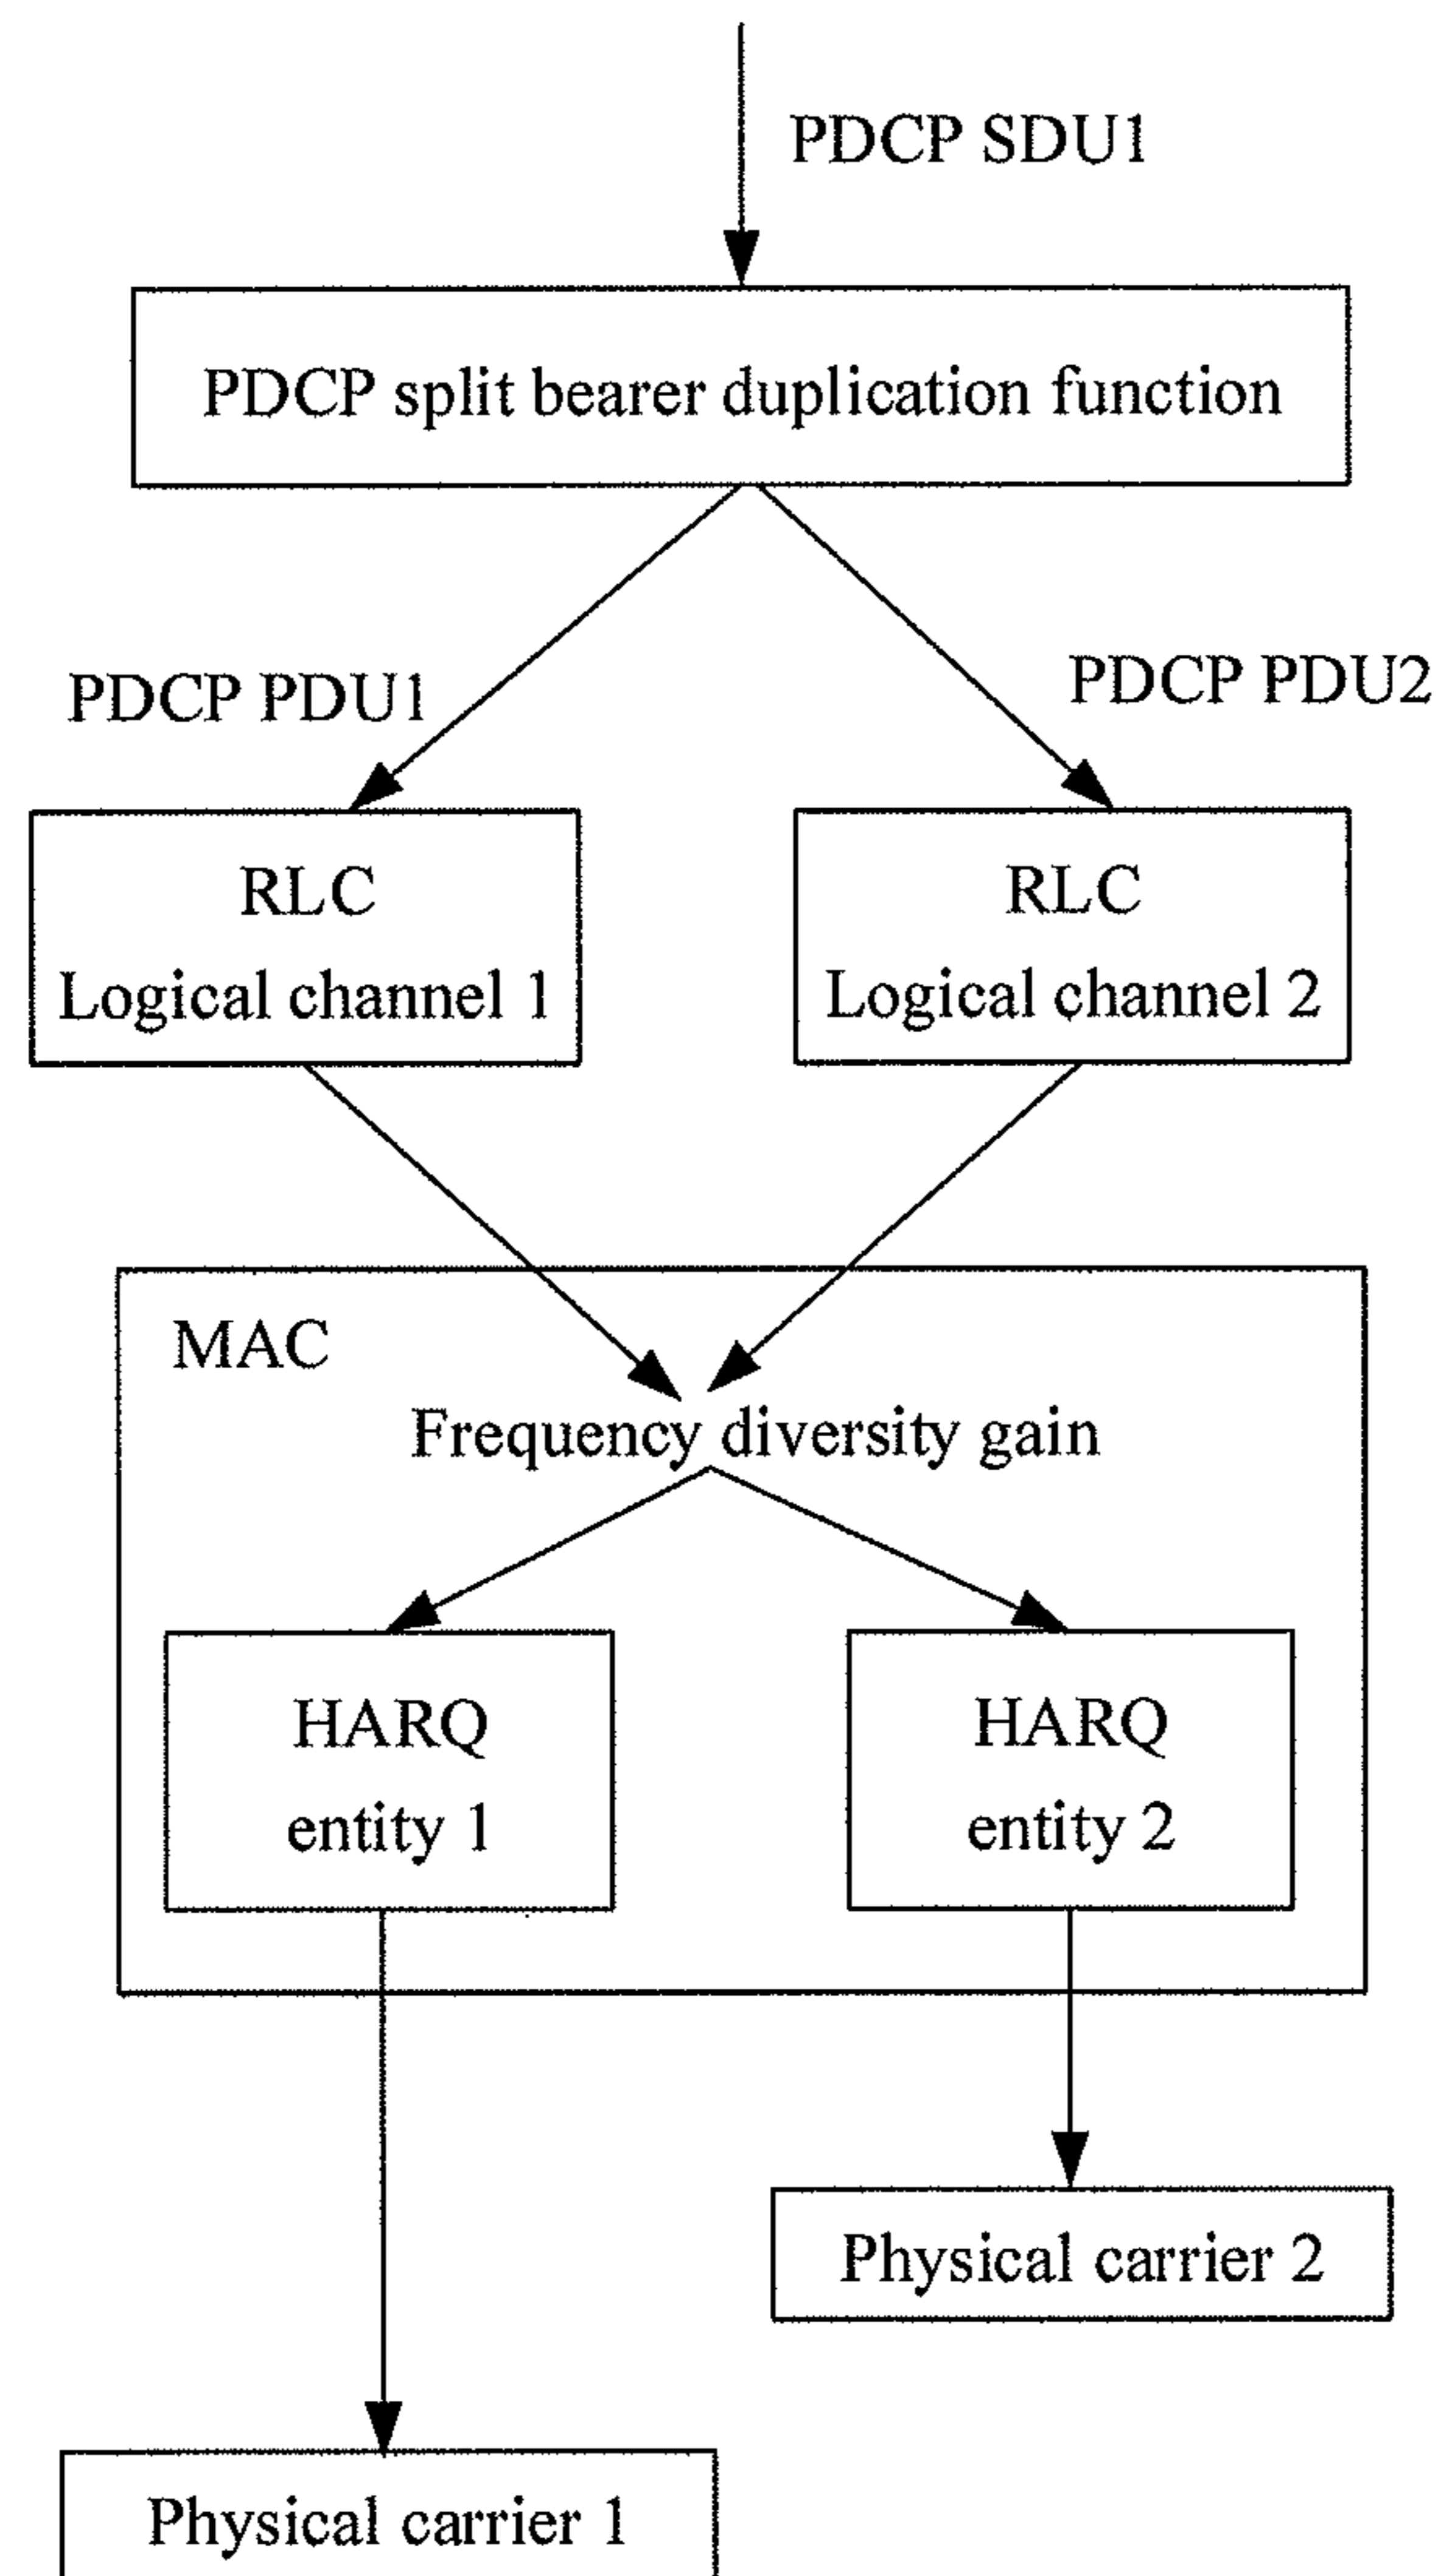 PDCP SDU1
PDCP split bearer duplication function
PDCP PDU1
PDCP PDU2
RLC
Logical channel 1
RLC
Logical channel 2
MAC
Frequency diversity gain
HARQ
entity 1
HARQ
entity 2
Physical carrier 2
Physical carrier 1